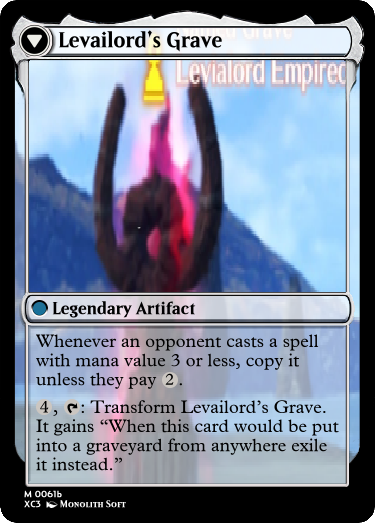 Levailord's Grave
Levialord Empired
Legendary Artifact
Whenever an opponent casts a spell
with mana value 3 or less, copy it
unless they pay 2.
4, : Transform Levailord's Grave.
It gains “When this card would be put
into a graveyard from anywhere exile
it instead.”
M 0061b
XC3 Monolith Soft